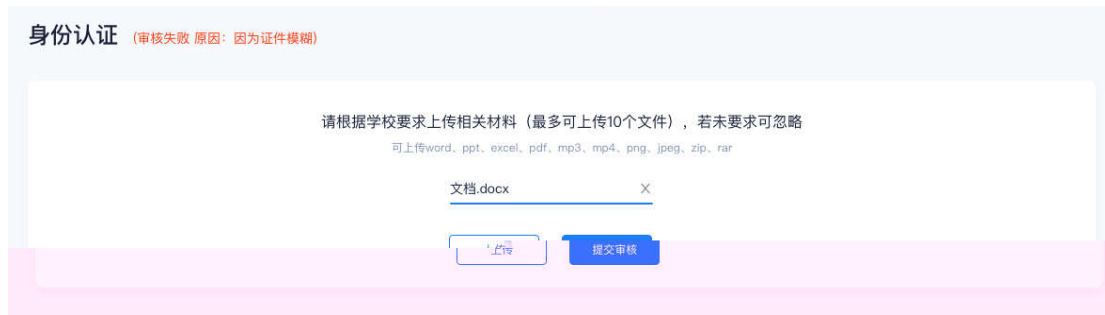 身份认证 (审核失败 原因：因为证件模糊)
请根据学校要求上传相关材料（最多可上传10个文件），若未要求可忽略
可上传word、ppt、excel、pdf、mp3、mp4、png、jpeg、zip、rar
文档.docx X
上传 提交审核